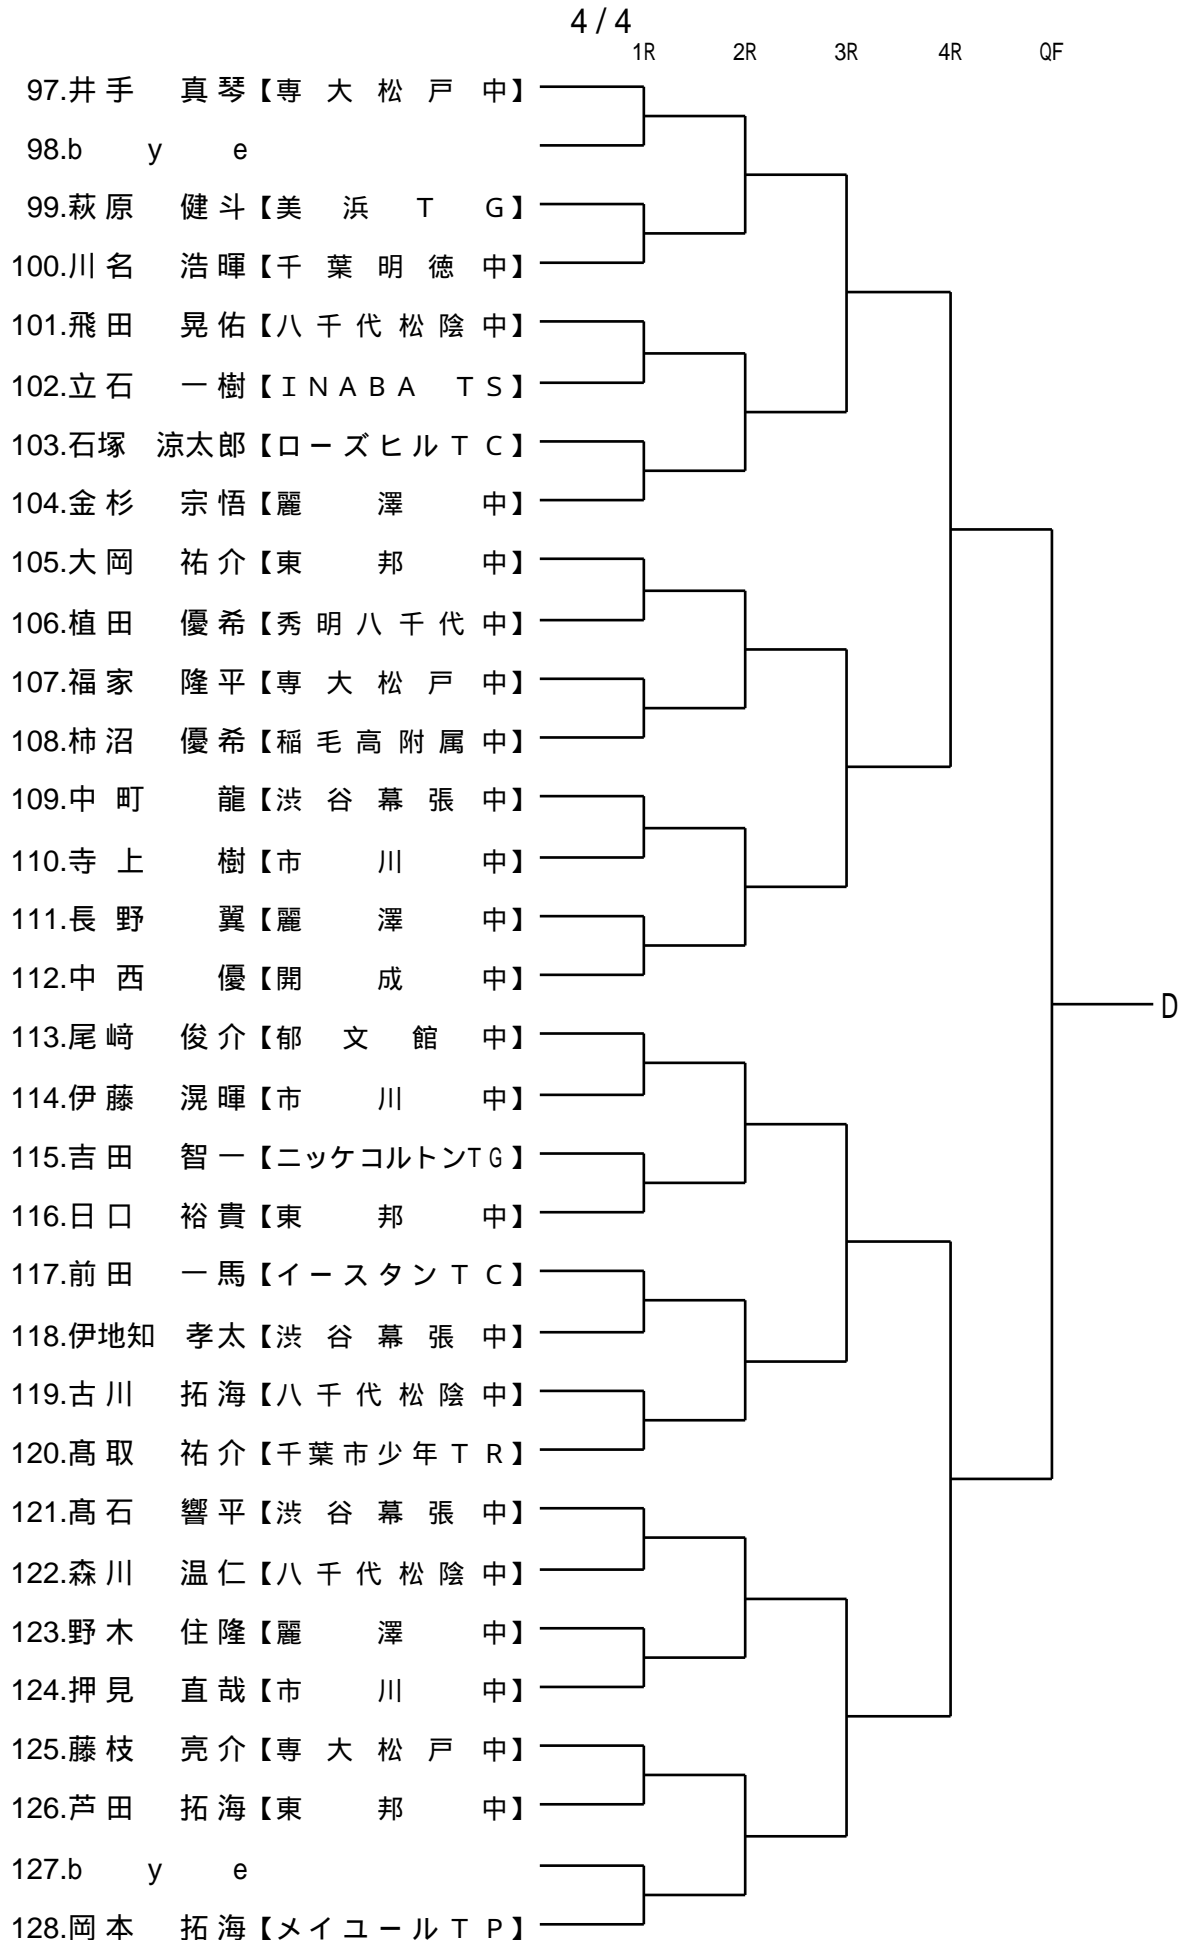 4 / 4
1R 2R 3R 4R QF
97.井手 真琴【専大松戸中】
98.bye
99.萩原 健斗【美浜TG】
100.川名 浩暉【千葉明徳中】
101.飛田 晃佑【八千代松陰中】
102.立石 一樹【INABA TS】
103.石塚 涼太郎【ローズヒルTC】
104.金杉 宗悟【麗澤中】
105.大岡 祐介【東邦中】
106.植田 優希【秀明八千代中】
107.福家 隆平【専大松戸中】
108.柿沼 優希【稲毛高附属中】
109.中町 龍【渋谷幕張中】
110.寺上 樹【市川中】
111.長野 翼【麗澤中】
112.中西 優【開成中】
D
113.尾﨑 俊介【郁文館中】
114.伊藤 滉暉【市川中】
115.吉田 智一【ニッケコルトンTG】
116.日口 裕貴【東邦中】
117.前田 一馬【イースタンTC】
118.伊地知 孝太【渋谷幕張中】
119.古川 拓海【八千代松陰中】
120.髙取 祐介【千葉市少年TR】
121.髙石 響平【渋谷幕張中】
122.森川 温仁【八千代松陰中】
123.野木 住隆【麗澤中】
124.押見 直哉【市川中】
125.藤枝 亮介【専大松戸中】
126.芦田 拓海【東邦中】
127.bye
128.岡本 拓海【メイユールTP】